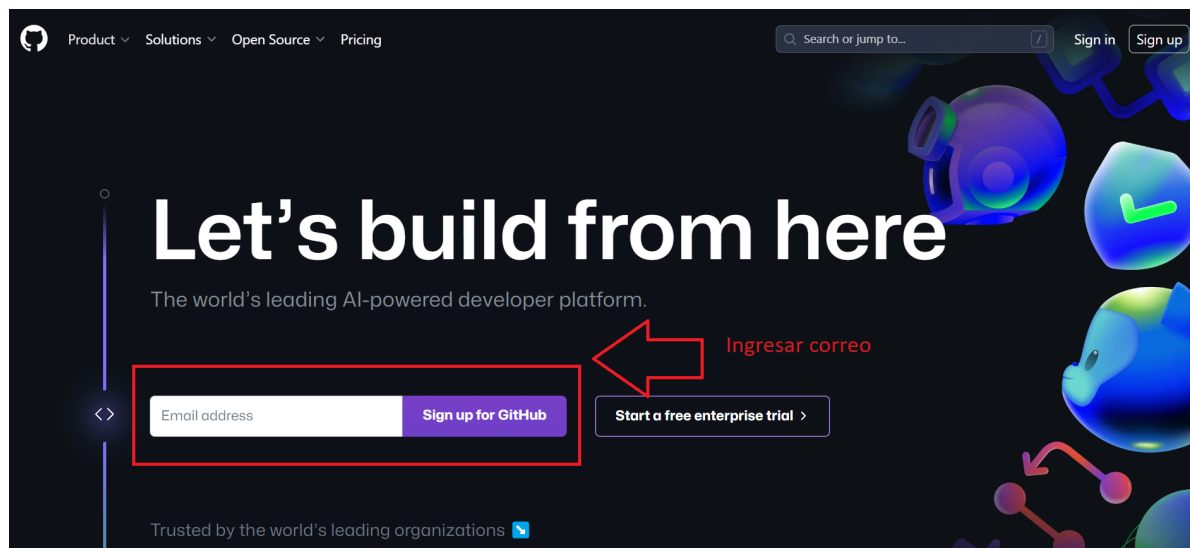 Product Solutions Open Source Pricing Search or jump to... / Sign in Sign up
Let's build from here
The world's leading AI-powered developer platform.
Ingresar correo
Email address Sign up for GitHub Start a free enterprise trial
Trusted by the world's leading organizations